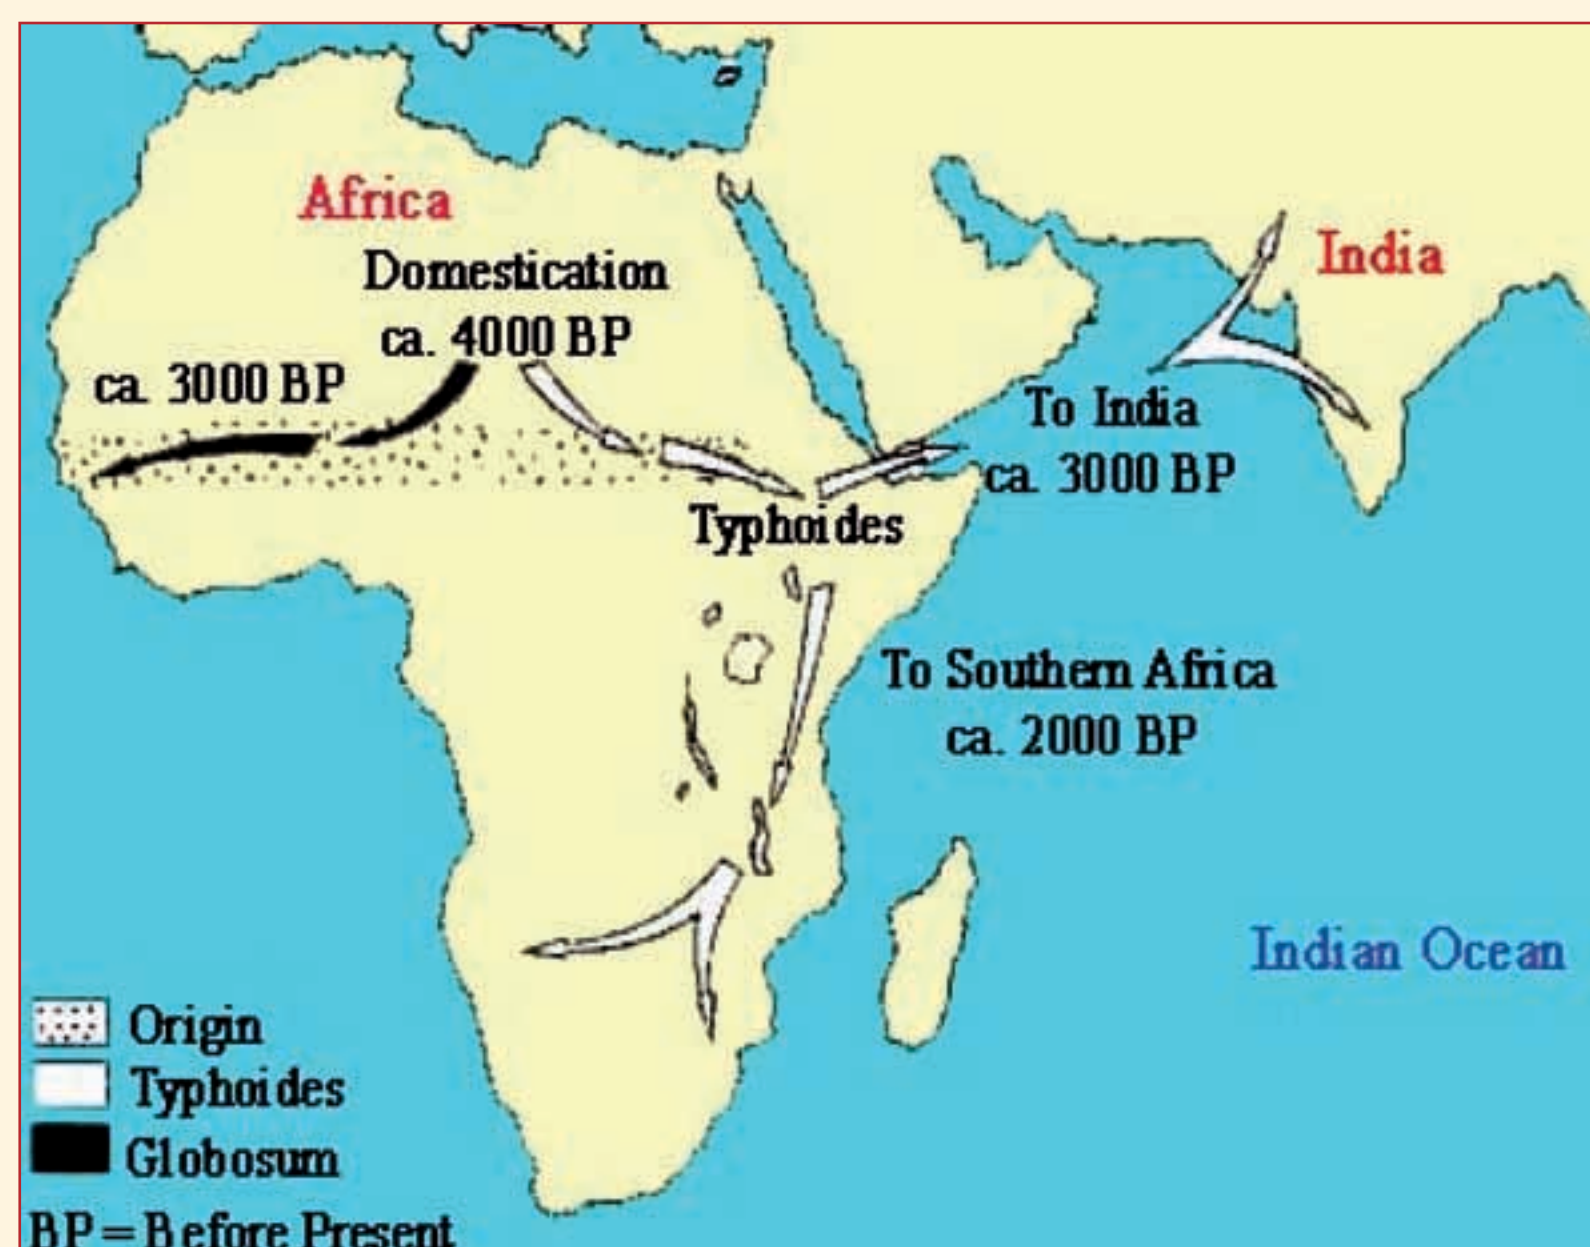 Africa
Domestication
ca. 4000 BP
ca. 3000 BP
India
To India
ca. 3000 BP
Typhoides
To Southern Africa
ca. 2000 BP
Indian Ocean
Origin
Typhoides
Globosum
BP = Before Present